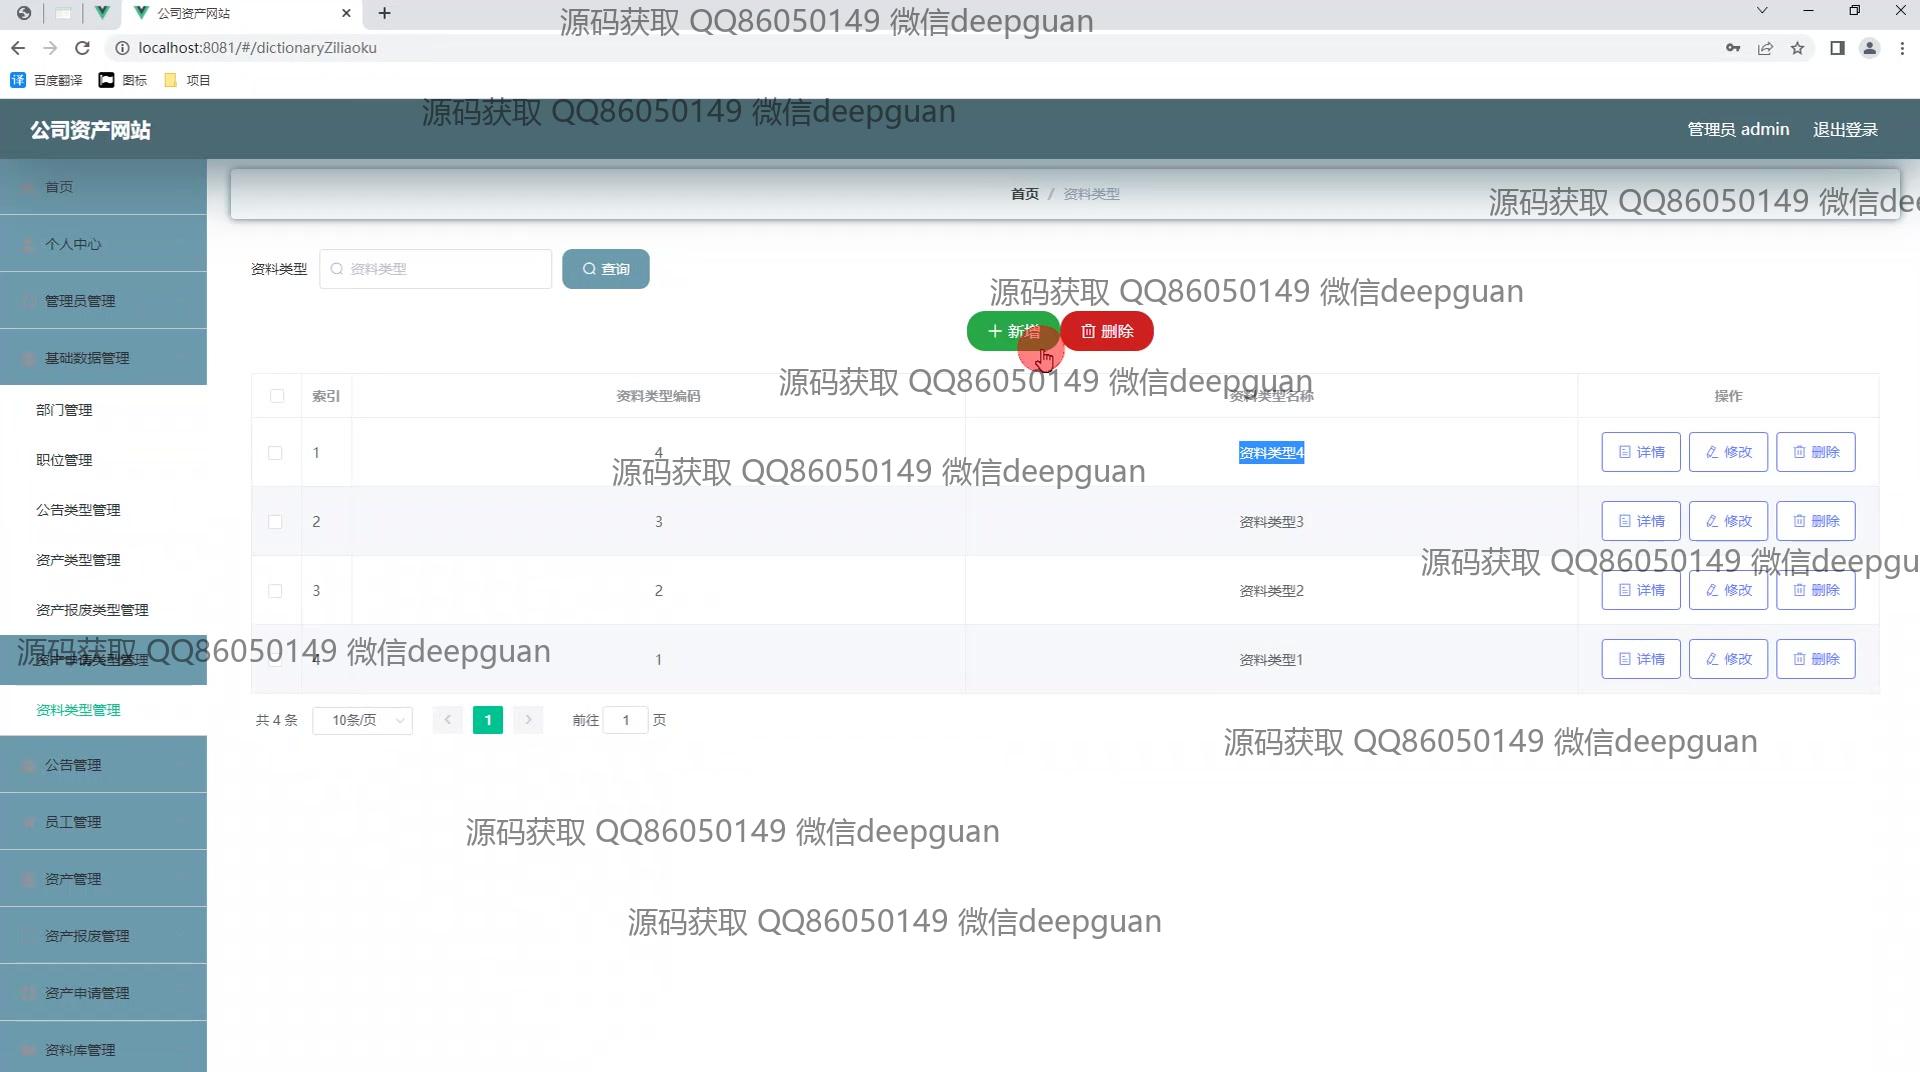 公司资产网站
源码获取 QQ86050149 微信deepguan
localhost:8081/#/dictionaryZiliaoku
百度翻译 图标 项目
源码获取 QQ86050149 微信deepguan
公司资产网站
管理员 admin 退出登录
首页
首页 / 资料类型
源码获取 QQ86050149 微信dee
个人中心
资料类型 资料类型 查询
源码获取 QQ86050149 微信deepguan
管理员管理
新增 删除
基础数据管理
源码获取 QQ86050149 微信deepguan
索引 资料类型编码 资料类型名称 操作
部门管理
1 4 资料类型4 详情 修改 删除
职位管理
源码获取 QQ86050149 微信deepguan
公告类型管理
2 3 资料类型3 详情 修改 删除
资产类型管理
源码获取 QQ86050149 微信deepgu
3 2 资料类型2 详情 修改 删除
资产报废类型管理
源码获取 QQ86050149 微信deepguan
资产申请类型管理
4 1 资料类型1 详情 修改 删除
资料类型管理
共 4 条 10条/页 1 前往 1 页
源码获取 QQ86050149 微信deepguan
公告管理
员工管理
源码获取 QQ86050149 微信deepguan
资产管理
源码获取 QQ86050149 微信deepguan
资产报废管理
资产申请管理
资料库管理